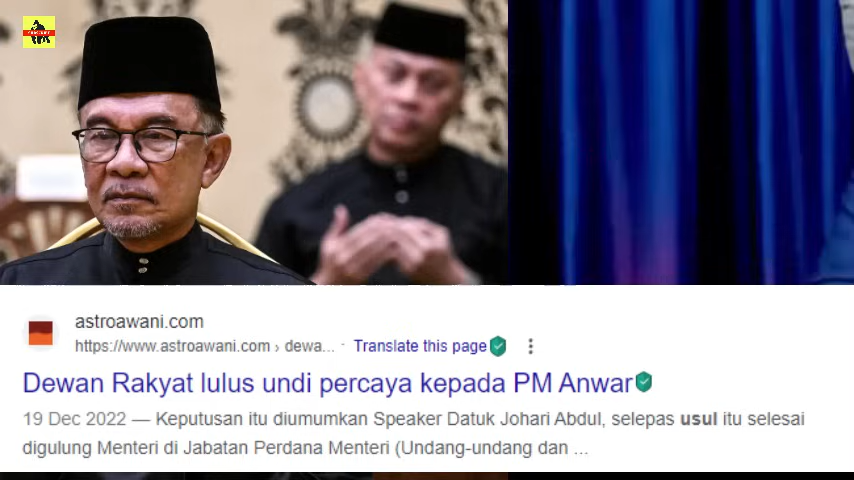 astroawani.com
https://www.astroawani.com › dewa... · Translate this page
Dewan Rakyat lulus undi percaya kepada PM Anwar
19 Dec 2022 — Keputusan itu diumumkan Speaker Datuk Johari Abdul, selepas usul itu selesai
digulung Menteri di Jabatan Perdana Menteri (Undang-undang dan ...